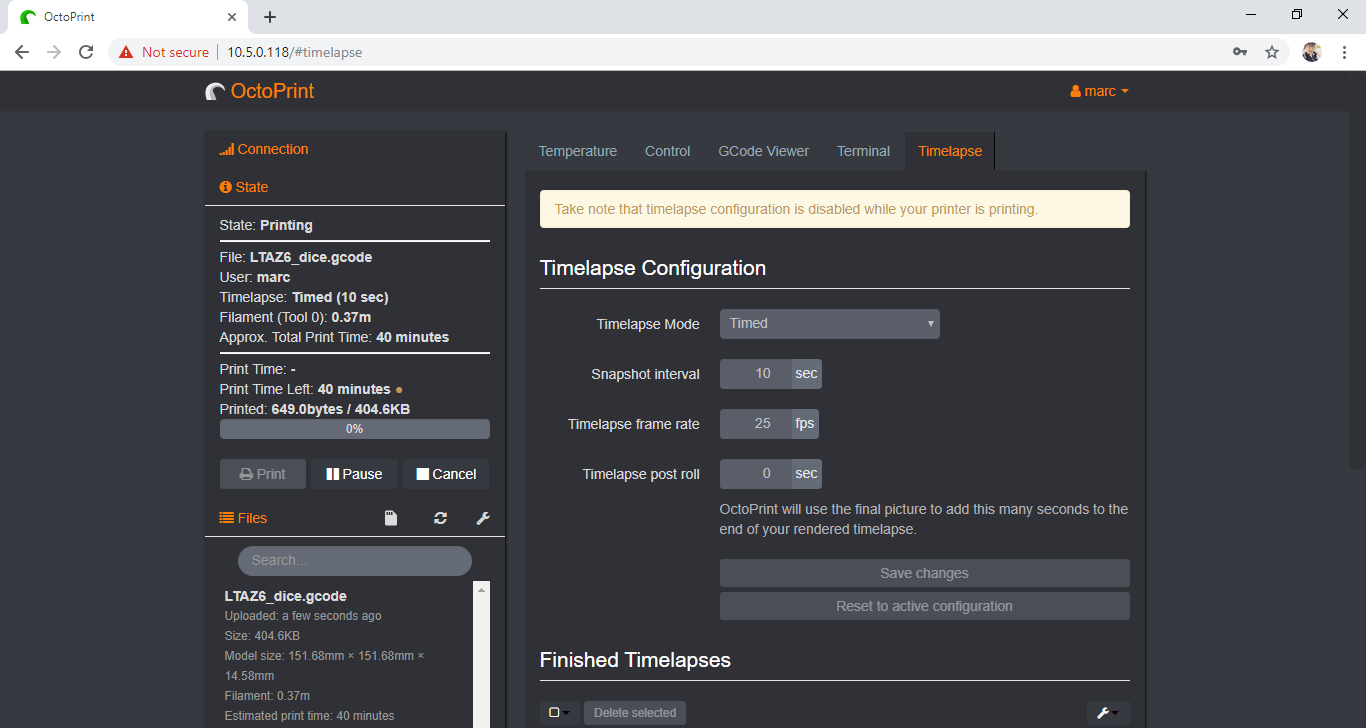 OctoPrint
Not secure
10.5.0.118/#timelapse
OctoPrint
marc
Connection
State
State: Printing
File: LTAZ6_dice.gcode
User: marc
Timelapse: Timed (10 sec)
Filament (Tool 0): 0.37m
Approx. Total Print Time: 40 minutes
Print Time: -
Print Time Left: 40 minutes
Printed: 649.0bytes / 404.6KB
0%
Print Pause Cancel
Files
Search...
LTAZ6_dice.gcode
Uploaded: a few seconds ago
Size: 404.6KB
Model size: 151.68mm × 151.68mm ×
14.58mm
Filament: 0.37m
Estimated print time: 40 minutes
Temperature Control GCode Viewer Terminal Timelapse
Take note that timelapse configuration is disabled while your printer is printing.
Timelapse Configuration
Timelapse Mode Timed
Snapshot interval 10 sec
Timelapse frame rate 25 fps
Timelapse post roll 0 sec
OctoPrint will use the final picture to add this many seconds to the
end of your rendered timelapse.
Save changes
Reset to active configuration
Finished Timelapses
Delete selected